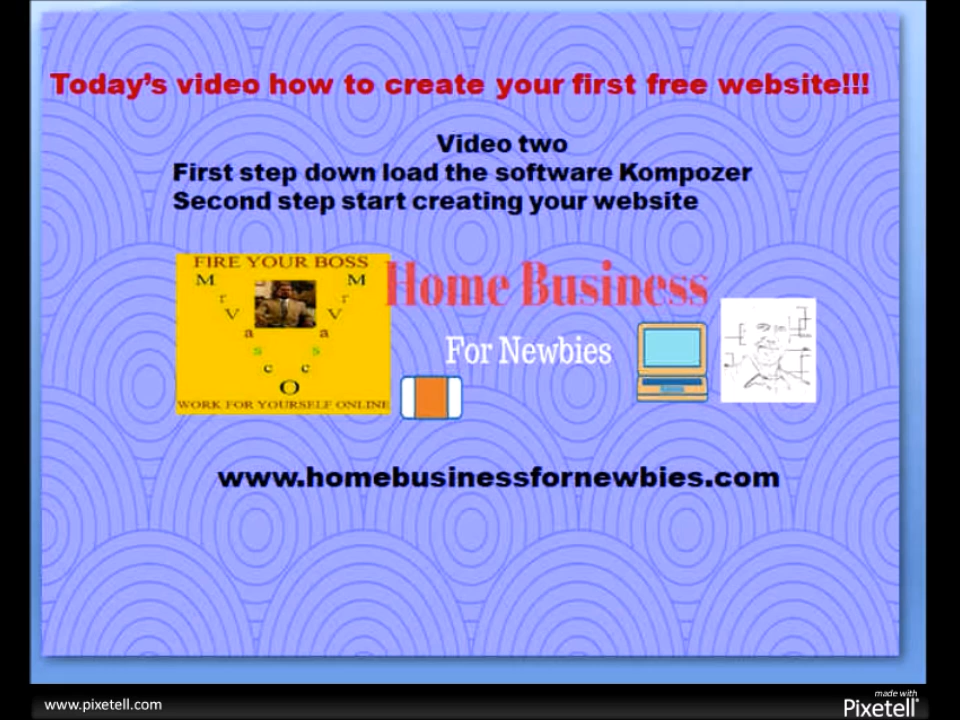 Today's video how to create your first free website!!!
Video two
First step down load the software Kompozer
Second step start creating your website
FIRE YOUR BOSS
M M
r r
V V
a a
s s
c c
O
WORK FOR YOURSELF ONLINE
Home Business
For Newbies
www.homebusinessfornewbies.com
www.pixetell.com
made with
Pixetell